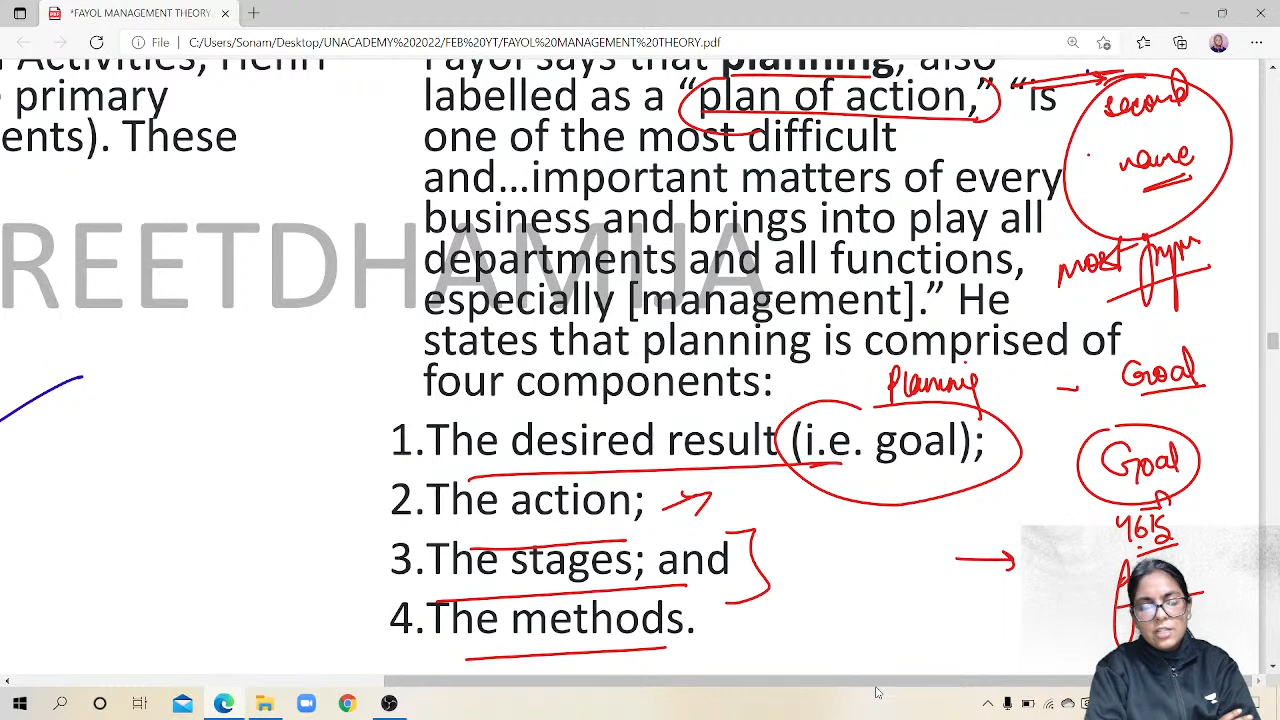 *FAYOL MANAGEMENT THEORY
File
C:/Users/Sonam/Desktop/UNACADEMY%202022/FEB%20YT/FAYOL%20MANAGEMENT%20THEORY.pdf
primary
ents). These
REETDHAMIJA
Fayol says that planning, also
labelled as a “plan of action,” “is
one of the most difficult
and…important matters of every
business and brings into play all
departments and all functions,
especially [management].” He
states that planning is comprised of
four components:
1.The desired result (i.e. goal);
2.The action;
3.The stages; and
4.The methods.
second
name
most
Planning
Goal
Goal